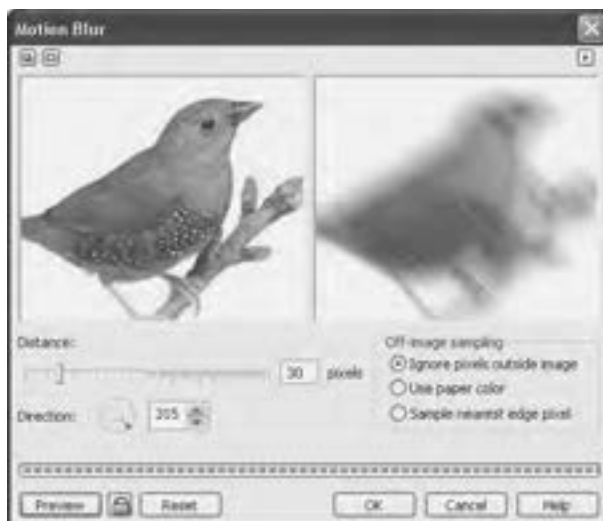 Motion Blur
Distance:
30 pixels
Direction:
315
Off-image sampling
Ignore pixels outside image
Use paper color
Sample nearest edge pixel
Preview
Reset
OK
Cancel
Help